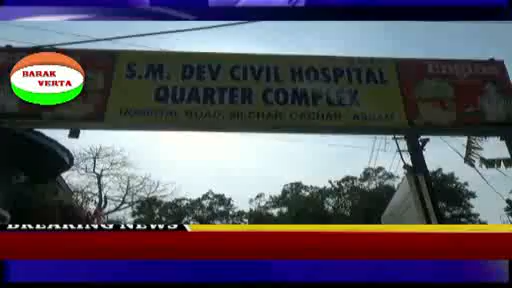 BARAK
VERTA
S.M. DEV CIVIL HOSPITAL
QUARTER COMPLEX
HOSPITAL ROAD, SILCHAR, CACHAR, ASSAM
BREAKING NEWS